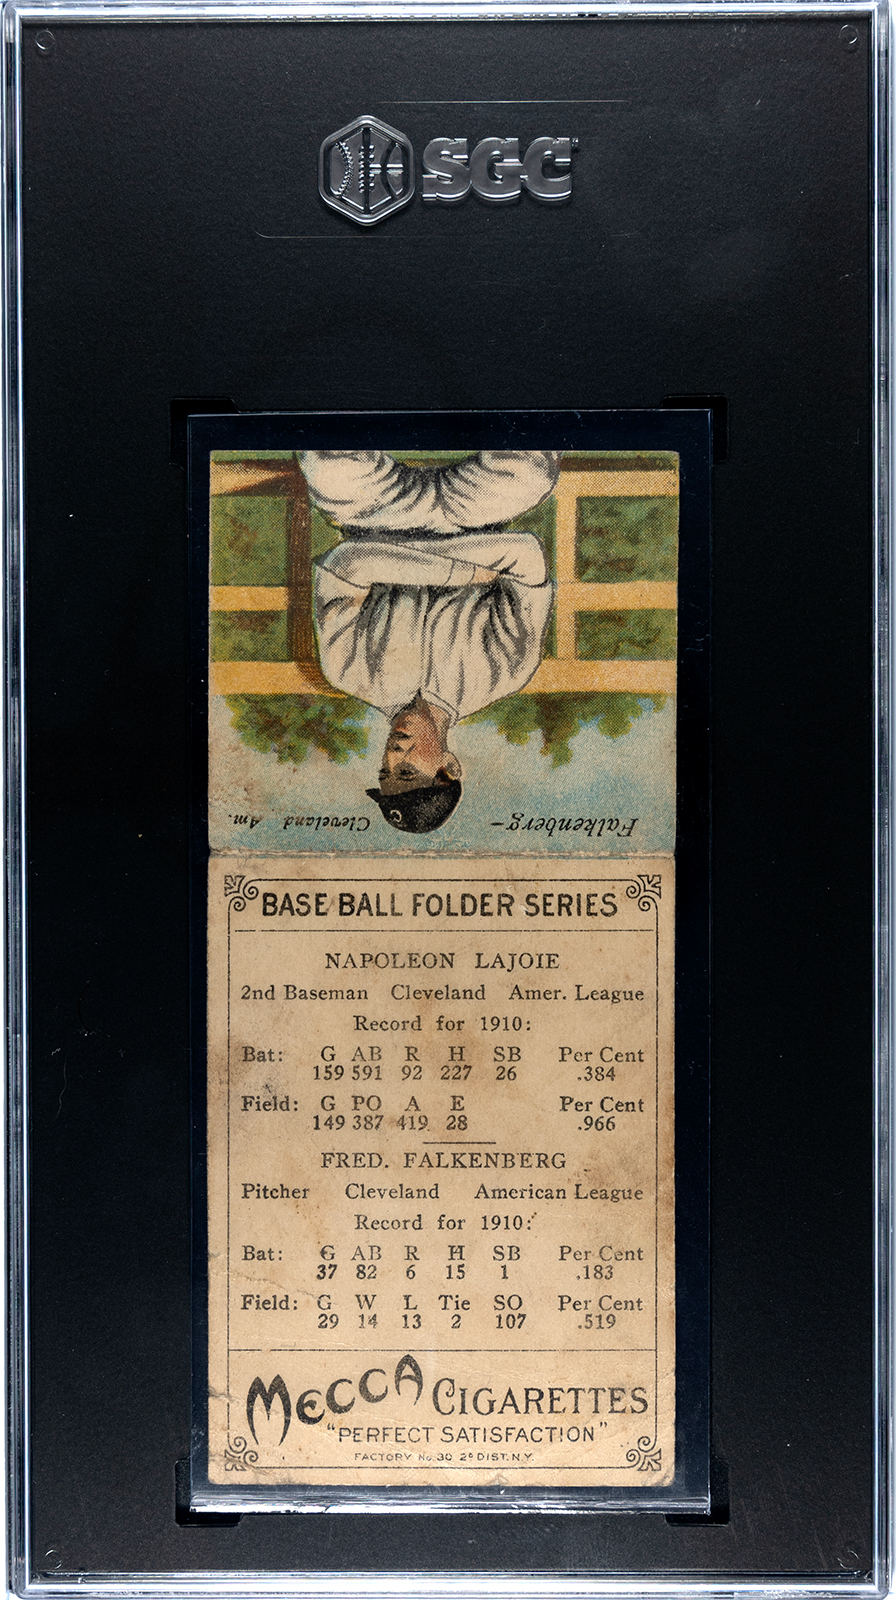 SGC
Falkenberg— Cleveland Am.
BASE BALL FOLDER SERIES
NAPOLEON LAJOIE
2nd Baseman Cleveland Amer. League
Record for 1910:
Bat: G AB R H SB Per Cent
159 591 92 227 26 .384
Field: G PO A E Per Cent
149 387 419 28 .966
FRED. FALKENBERG
Pitcher Cleveland American League
Record for 1910:
Bat: G AB R H SB Per Cent
37 82 6 15 1 .183
Field: G W L Tie SO Per Cent
29 14 13 2 107 .519
MECCA CIGARETTES
"PERFECT SATISFACTION"
FACTORY No. 30 2D DIST. N.Y.